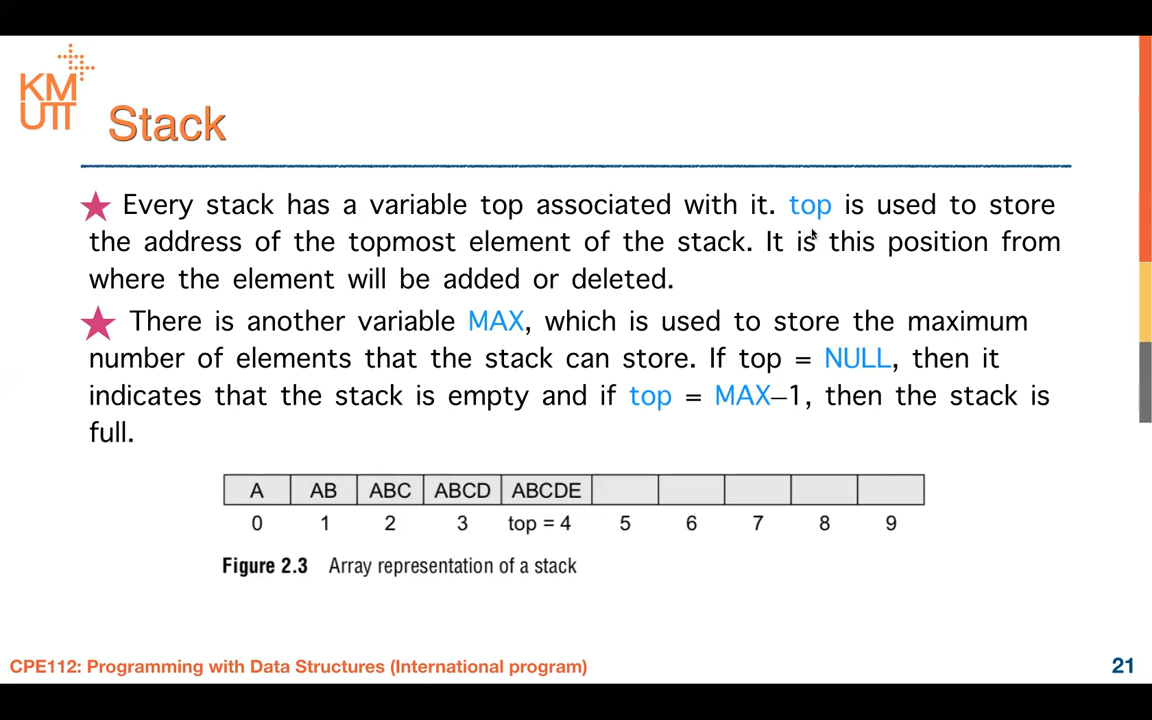 KM
UTT
Stack
Every stack has a variable top associated with it. top is used to store
the address of the topmost element of the stack. It is this position from
where the element will be added or deleted.
There is another variable MAX, which is used to store the maximum
number of elements that the stack can store. If top = NULL, then it
indicates that the stack is empty and if top = MAX–1, then the stack is
full.
A AB ABC ABCD ABCDE
0 1 2 3 top = 4 5 6 7 8 9
Figure 2.3 Array representation of a stack
CPE112: Programming with Data Structures (International program) 21